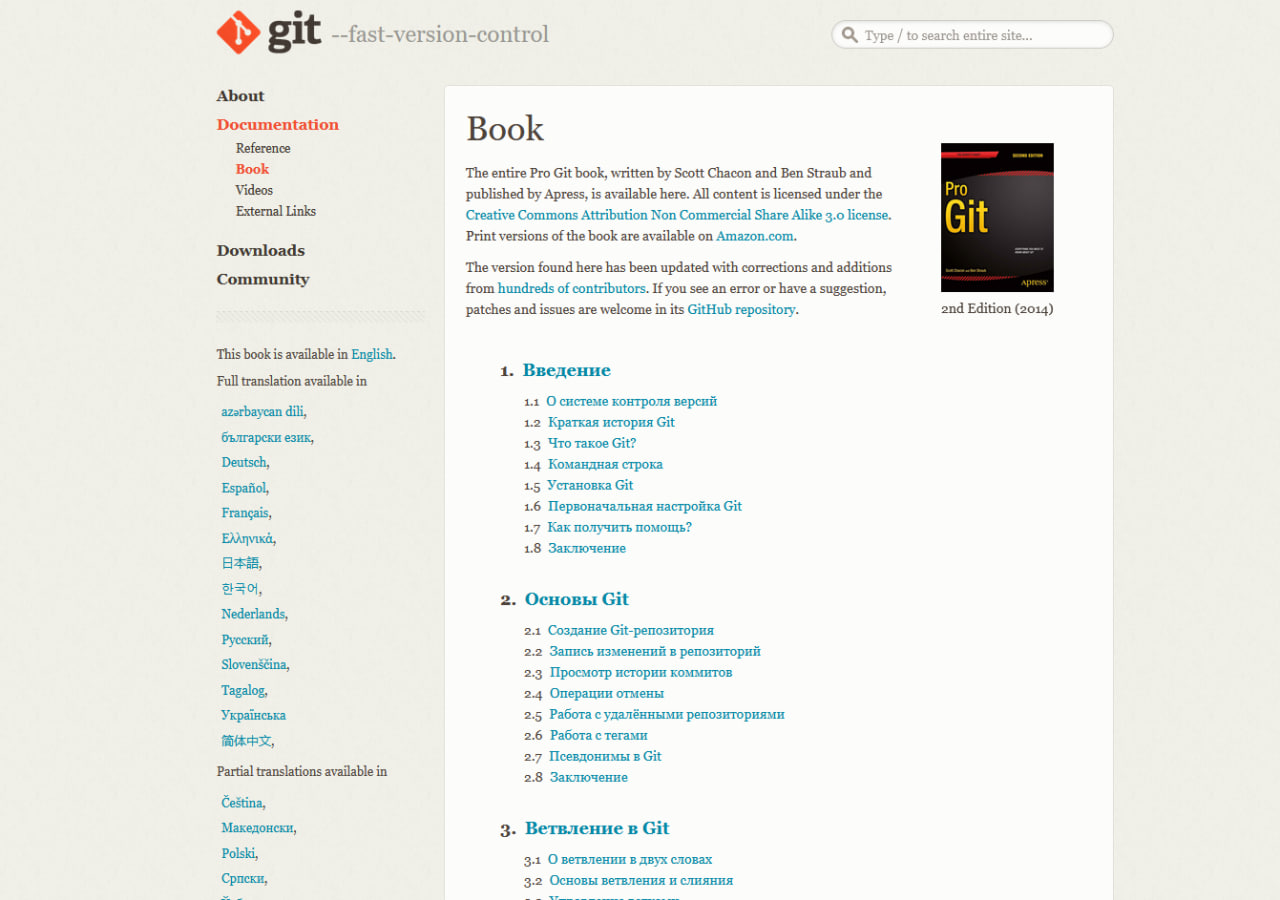 git --fast-version-control
Type / to search entire site...
About
Documentation
Reference
Book
Videos
External Links
Downloads
Community
This book is available in English.
Full translation available in
azərbaycan dili,
български език,
Deutsch,
Español,
Français,
Ελληνικά,
日本語,
한국어,
Nederlands,
Русский,
Slovenščina,
Tagalog,
Українська
简体中文,
Partial translations available in
Čeština,
Македонски,
Polski,
Српски,
Book
The entire Pro Git book, written by Scott Chacon and Ben Straub and
published by Apress, is available here. All content is licensed under the
Creative Commons Attribution Non Commercial Share Alike 3.0 license.
Print versions of the book are available on Amazon.com.
The version found here has been updated with corrections and additions
from hundreds of contributors. If you see an error or have a suggestion,
patches and issues are welcome in its GitHub repository.
SECOND EDITION
Pro
Git
Scott Chacon and Ben Straub
Apress
2nd Edition (2014)
1. Введение
1.1 О системе контроля версий
1.2 Краткая история Git
1.3 Что такое Git?
1.4 Командная строка
1.5 Установка Git
1.6 Первоначальная настройка Git
1.7 Как получить помощь?
1.8 Заключение
2. Основы Git
2.1 Создание Git-репозитория
2.2 Запись изменений в репозиторий
2.3 Просмотр истории коммитов
2.4 Операции отмены
2.5 Работа с удалёнными репозиториями
2.6 Работа с тегами
2.7 Псевдонимы в Git
2.8 Заключение
3. Ветвление в Git
3.1 О ветвлении в двух словах
3.2 Основы ветвления и слияния